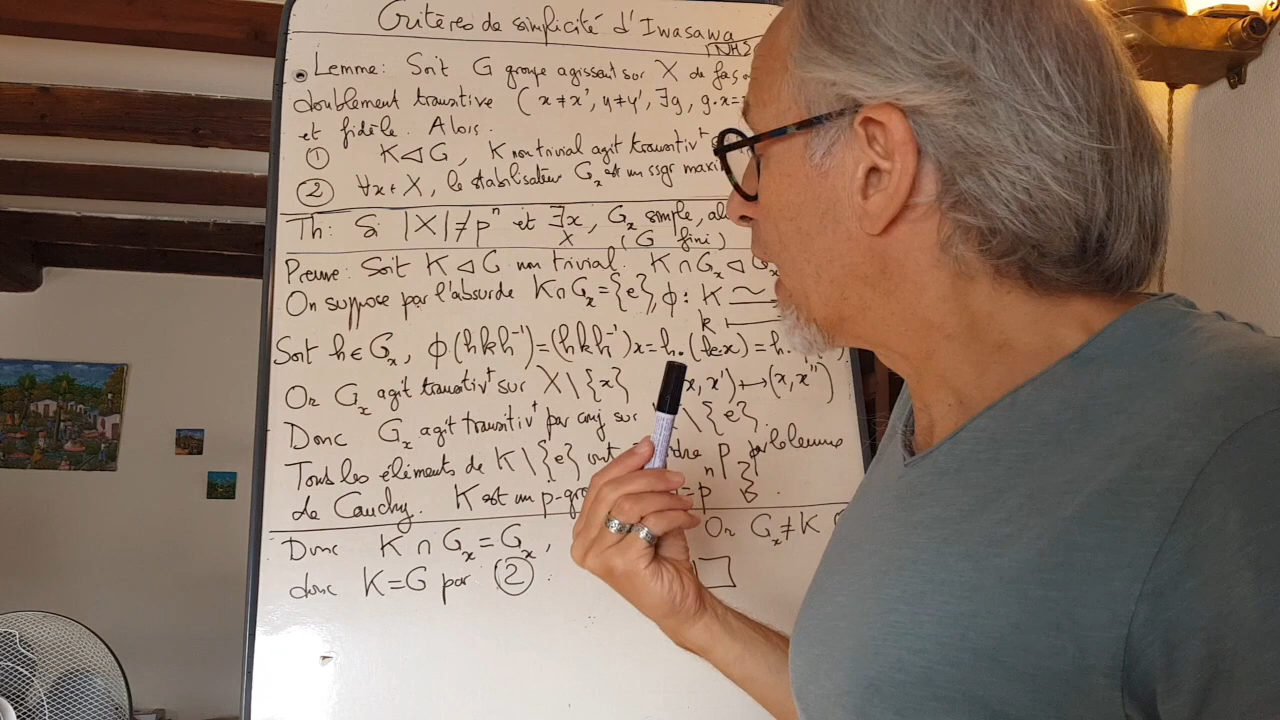 Critères de simplicité d'Iwasawa
• Lemme: Soit G groupe agissant sur X de
doublement transitive (x≠x', y≠y', ∃g, g.x=
et fidèle. Alors.
① K◁G, K non trivial agit transitivᵗ
② ∀x∈X, le stabilisateur Gₓ est un ssgr
Th: Si |X|≠pⁿ et ∃x, Gₓ simple,
X (G fini)
Preuve: Soit K◁G non trivial. K∩Gₓ◁Gₓ
On suppose par l'absurde K∩Gₓ={e}, ϕ: K ≃
k ↦
Soit h∈Gₓ, ϕ(hkh⁻¹)=(hkh⁻¹)x=h.(k.x)=h.
Or Gₓ agit transitivᵗ sur X\{x} x, x')↦(x, x'')
Donc Gₓ agit transitivᵗ par conj sur \{e}
Tous les éléments de K\{e} ont p par le lemme
de Cauchy. K est un =pⁿ
Donc K∩Gₓ=Gₓ, Or Gₓ≠K
donc K=G par ②.